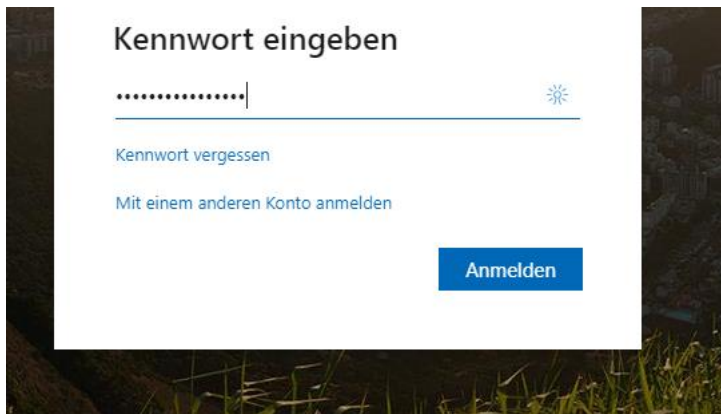 Kennwort eingeben
••••••••••••••••
Kennwort vergessen
Mit einem anderen Konto anmelden
Anmelden